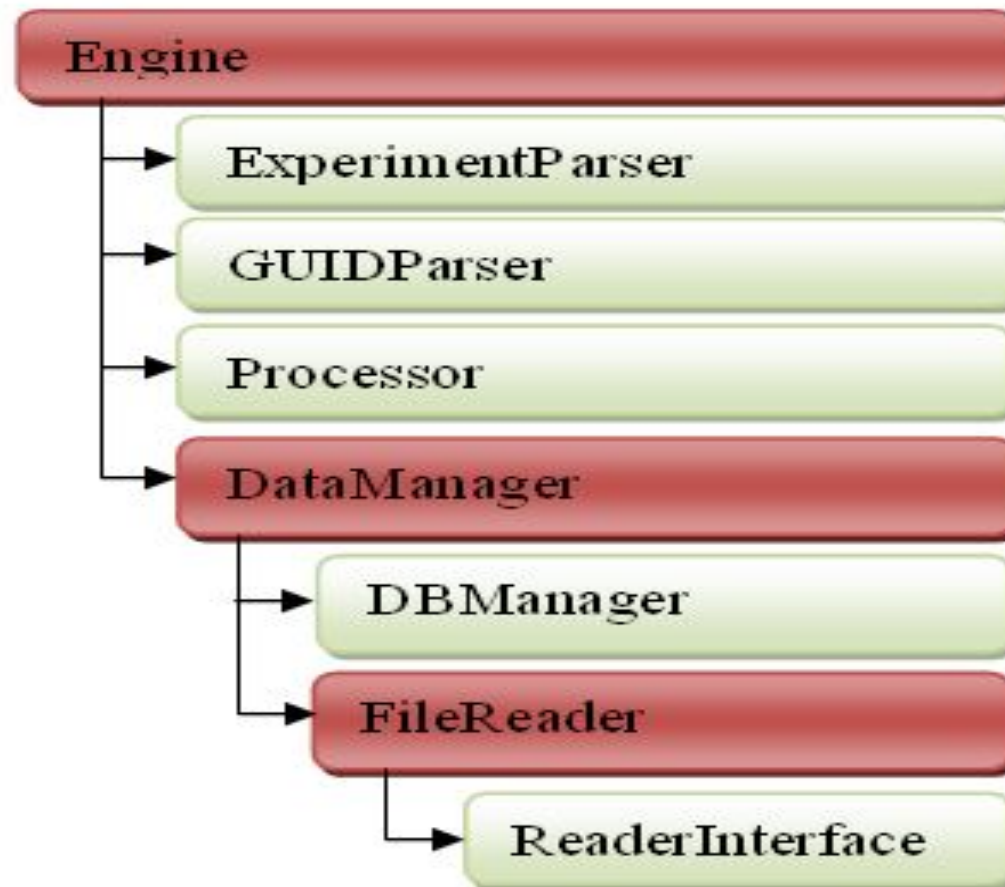 Engine
ExperimentParser
GUIDParser
Processor
DataManager
DBManager
FileReader
ReaderInterface